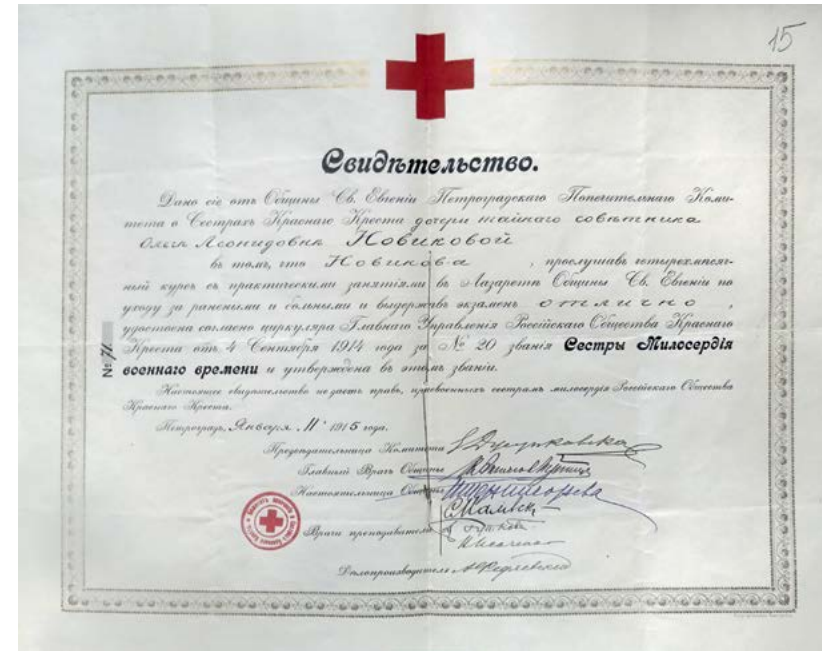 15
Свидѣтельство.
Дано сіе отъ Общины Св. Евгеніи Петроградскаго Попечительнаго Коми-
тета о Сестрахъ Краснаго Креста дочери тайнаго совѣтника
Ольгѣ Леонидовнѣ Новиковой
въ томъ, что Новикова, прослушавъ четырехмѣсяч-
ный курсъ съ практическими занятіями въ Лазаретѣ Общины Св. Евгеніи по
уходу за ранеными и больными и выдержавъ экзаменъ отлично,
удостоена согласно циркуляра Главнаго Управленія Россійскаго Общества Краснаго
Креста отъ 4 Сентября 1914 года за № 20 званія Сестры Милосердія
военнаго времени и утверждена въ этомъ званіи.
№ 71.
Настоящее свидѣтельство не даетъ правъ, присвоенныхъ сестрамъ милосердія Россійскаго Общества
Краснаго Креста.
Петроградъ, Января 11 1915 года.
Предсѣдательница Комитета
Главный Врачъ Общины
Настоятельница Общины
Врачи преподаватели
Дѣлопроизводитель